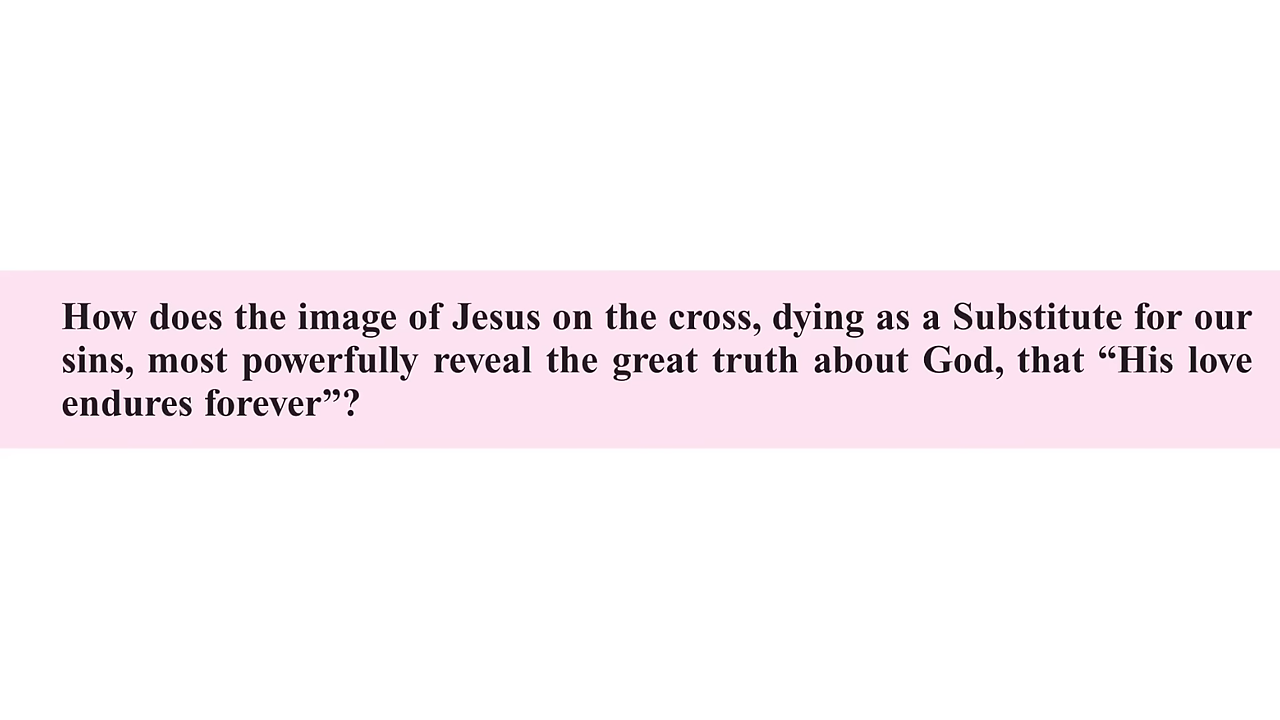 How does the image of Jesus on the cross, dying as a Substitute for our
sins, most powerfully reveal the great truth about God, that “His love
endures forever”?